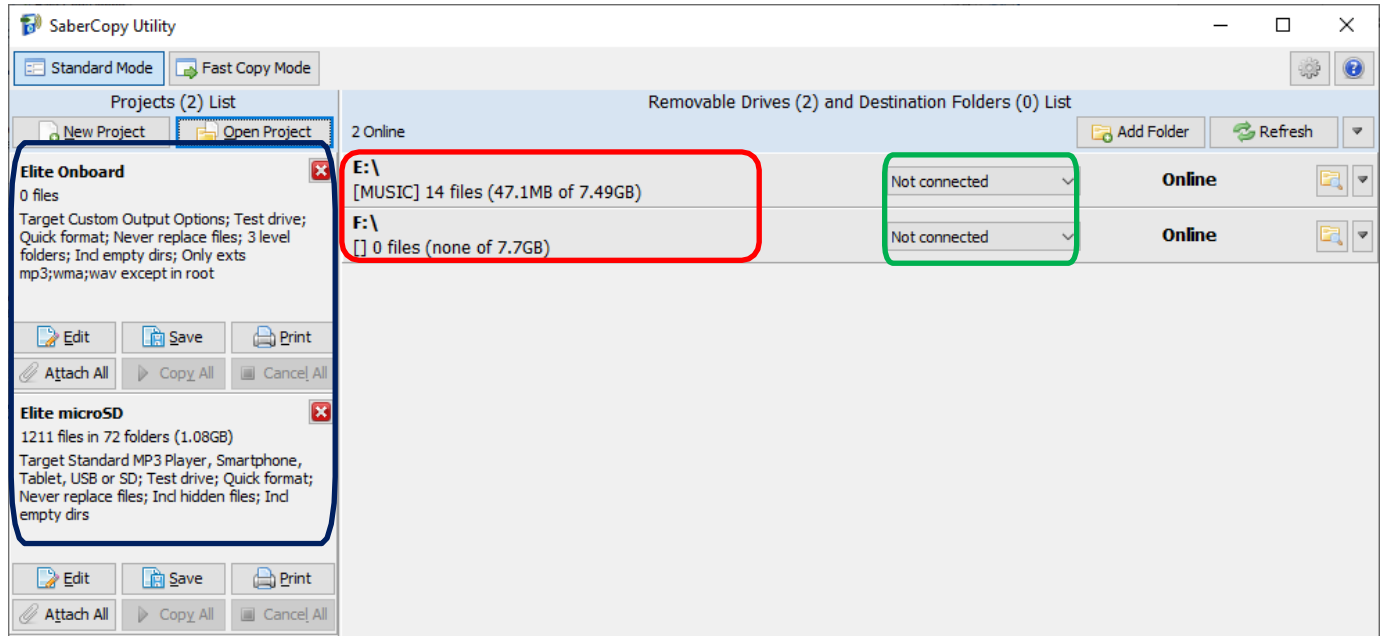 SaberCopy Utility
Standard Mode Fast Copy Mode
Projects (2) List
New Project Open Project
Elite Onboard
0 files
Target Custom Output Options; Test drive;
Quick format; Never replace files; 3 level
folders; Incl empty dirs; Only exts
mp3;wma;wav except in root
Edit Save Print
Attach All Copy All Cancel All
Elite microSD
1211 files in 72 folders (1.08GB)
Target Standard MP3 Player, Smartphone,
Tablet, USB or SD; Test drive; Quick format;
Never replace files; Incl hidden files; Incl
empty dirs
Edit Save Print
Attach All Copy All Cancel All
Removable Drives (2) and Destination Folders (0) List
2 Online Add Folder Refresh
E:\
[MUSIC] 14 files (47.1MB of 7.49GB) Not connected Online
F:\
[] 0 files (none of 7.7GB) Not connected Online